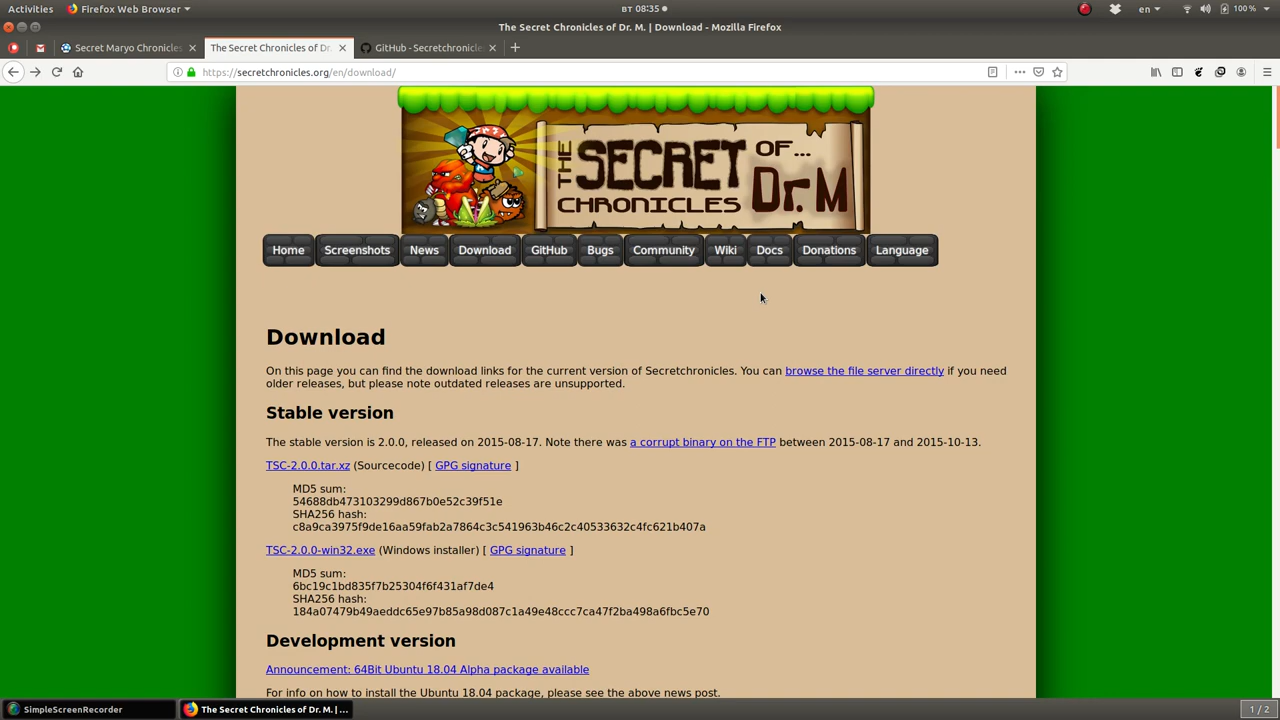 Activities Firefox Web Browser ВТ 08:35 en 100 %
The Secret Chronicles of Dr. M. | Download - Mozilla Firefox
Secret Maryo Chronicles The Secret Chronicles of Dr. GitHub - Secretchronicle
https://secretchronicles.org/en/download/
THE SECRET CHRONICLES OF... Dr. M
Home Screenshots News Download GitHub Bugs Community Wiki Docs Donations Language
Download
On this page you can find the download links for the current version of Secretchronicles. You can browse the file server directly if you need
older releases, but please note outdated releases are unsupported.
Stable version
The stable version is 2.0.0, released on 2015-08-17. Note there was a corrupt binary on the FTP between 2015-08-17 and 2015-10-13.
TSC-2.0.0.tar.xz (Sourcecode) [ GPG signature ]
MD5 sum:
54688db473103299d867b0e52c39f51e
SHA256 hash:
c8a9ca3975f9de16aa59fab2a7864c3c541963b46c2c40533632c4fc621b407a
TSC-2.0.0-win32.exe (Windows installer) [ GPG signature ]
MD5 sum:
6bc19c1bd835f7b25304f6f431af7de4
SHA256 hash:
184a07479b49aeddc65e97b85a98d087c1a49e48ccc7ca47f2ba498a6fbc5e70
Development version
Announcement: 64Bit Ubuntu 18.04 Alpha package available
For info on how to install the Ubuntu 18.04 package, please see the above news post.
SimpleScreenRecorder The Secret Chronicles of Dr. M. | ... 1 / 2